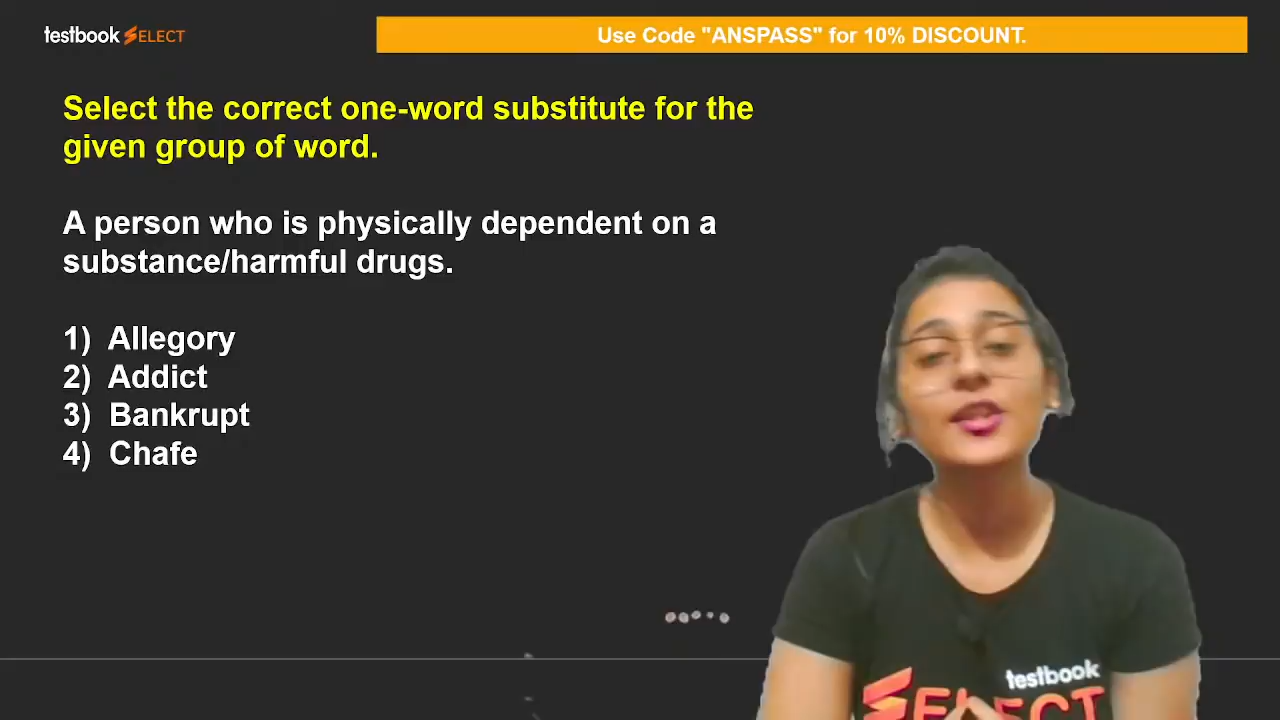 testbook SELECT
Use Code "ANSPASS" for 10% DISCOUNT.
Select the correct one-word substitute for the
given group of word.
A person who is physically dependent on a
substance/harmful drugs.
1) Allegory
2) Addict
3) Bankrupt
4) Chafe
testbook
SELECT